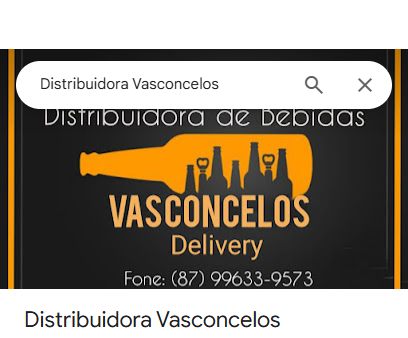 Distribuidora Vasconcelos
Distribuidora de Bebidas
VASCONCELOS
Delivery
Fone: (87) 99633-9573
Distribuidora Vasconcelos